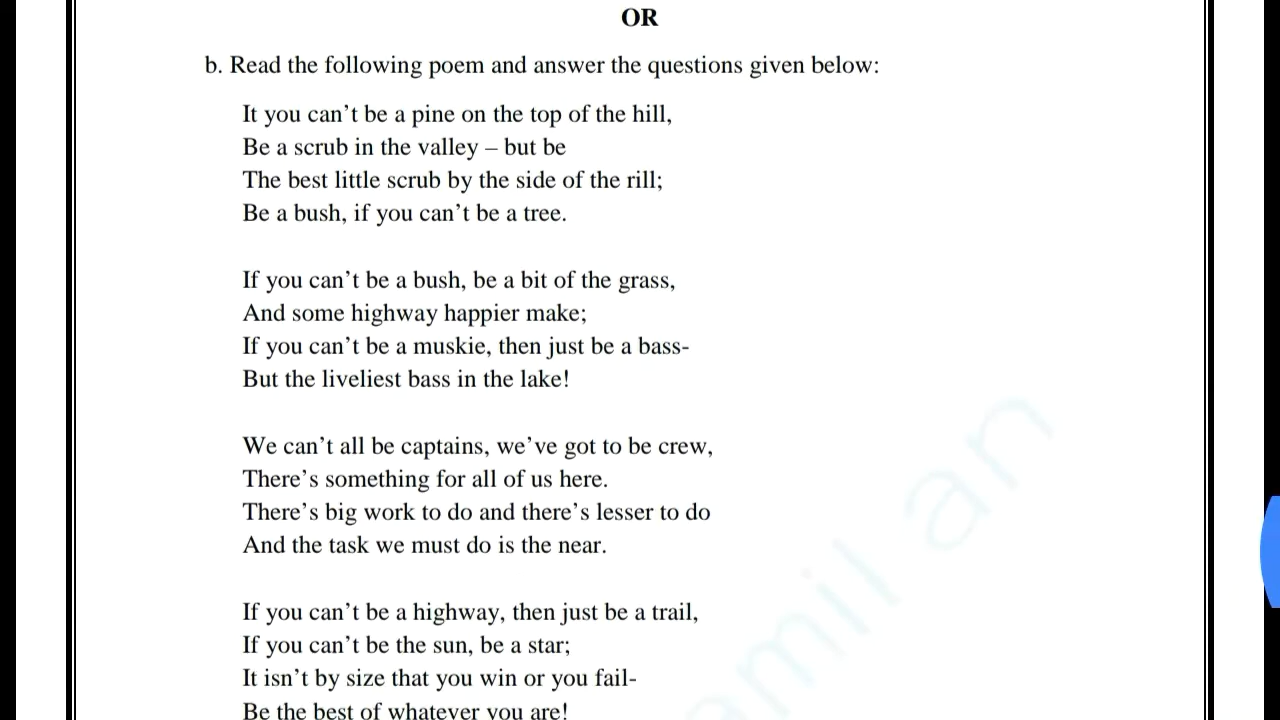 OR
b. Read the following poem and answer the questions given below:
It you can’t be a pine on the top of the hill,
Be a scrub in the valley – but be
The best little scrub by the side of the rill;
Be a bush, if you can’t be a tree.
If you can’t be a bush, be a bit of the grass,
And some highway happier make;
If you can’t be a muskie, then just be a bass-
But the liveliest bass in the lake!
We can’t all be captains, we’ve got to be crew,
There’s something for all of us here.
There’s big work to do and there’s lesser to do
And the task we must do is the near.
If you can’t be a highway, then just be a trail,
If you can’t be the sun, be a star;
It isn’t by size that you win or you fail-
Be the best of whatever you are!